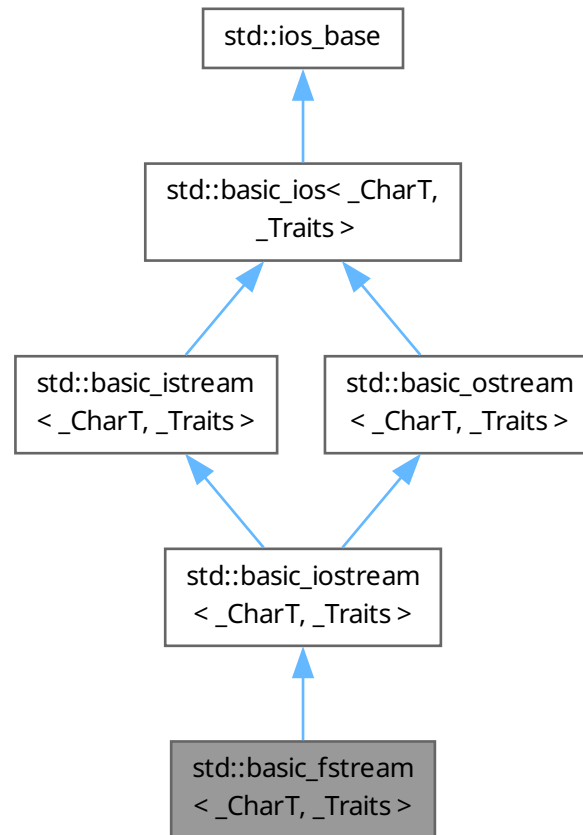 std::ios_base
std::basic_ios< _CharT,
_Traits >
std::basic_istream
< _CharT, _Traits >
std::basic_ostream
< _CharT, _Traits >
std::basic_iostream
< _CharT, _Traits >
std::basic_fstream
< _CharT, _Traits >